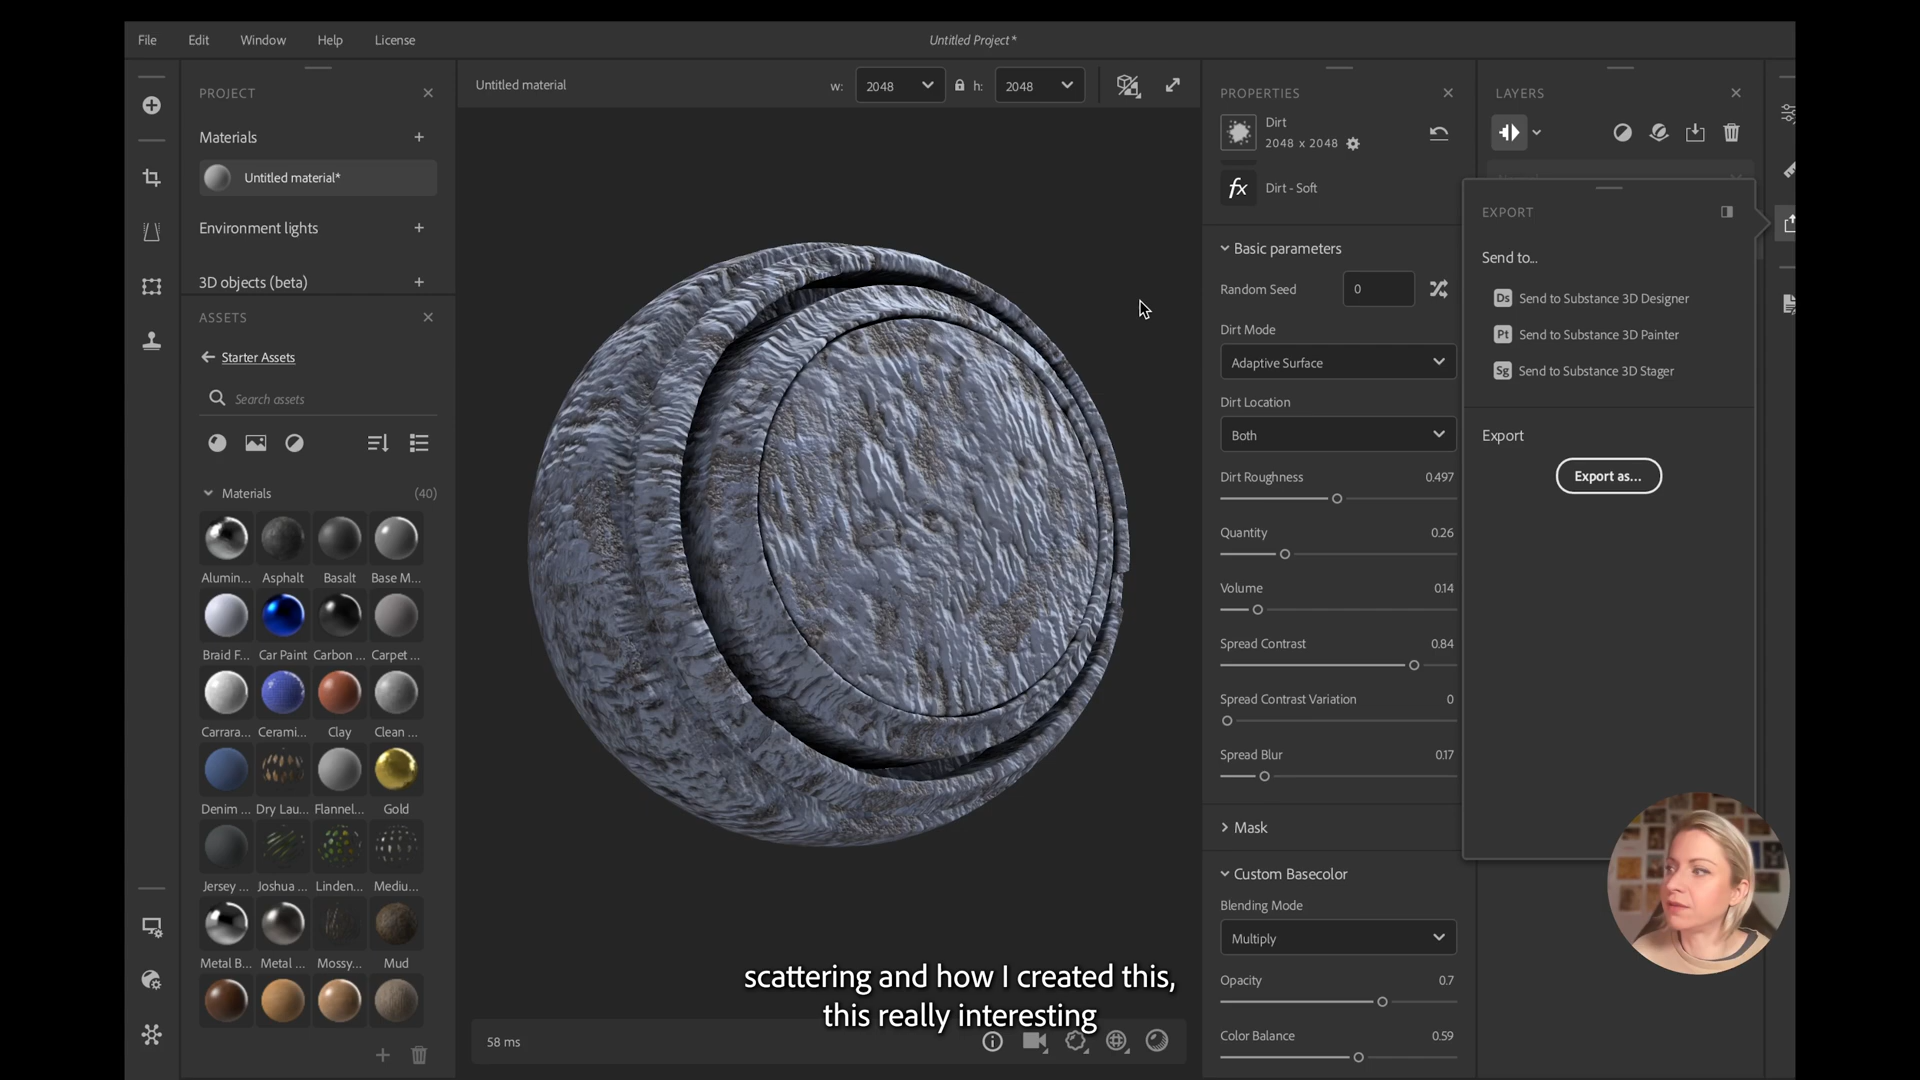 File Edit Window Help License
Untitled Project*
PROJECT
Materials
Untitled material*
Environment lights
3D objects (beta)
ASSETS
Starter Assets
Search assets
Materials (40)
Alumin... Asphalt Basalt Base M...
Braid F... Car Paint Carbon ... Carpet ...
Carrara... Cerami... Clay Clean ...
Denim ... Dry Lau... Flannel... Gold
Jersey ... Joshua ... Linden... Mediu...
Metal B... Metal ... Mossy... Mud
Untitled material
w: 2048 h: 2048
scattering and how I created this,
this really interesting
58 ms
PROPERTIES
Dirt
2048 x 2048
fx Dirt - Soft
Basic parameters
Random Seed 0
Dirt Mode
Adaptive Surface
Dirt Location
Both
Dirt Roughness 0.497
Quantity 0.26
Volume 0.14
Spread Contrast 0.84
Spread Contrast Variation 0
Spread Blur 0.17
Mask
Custom Basecolor
Blending Mode
Multiply
Opacity 0.7
Color Balance 0.59
LAYERS
EXPORT
Send to...
Ds Send to Substance 3D Designer
Pt Send to Substance 3D Painter
Sg Send to Substance 3D Stager
Export
Export as...